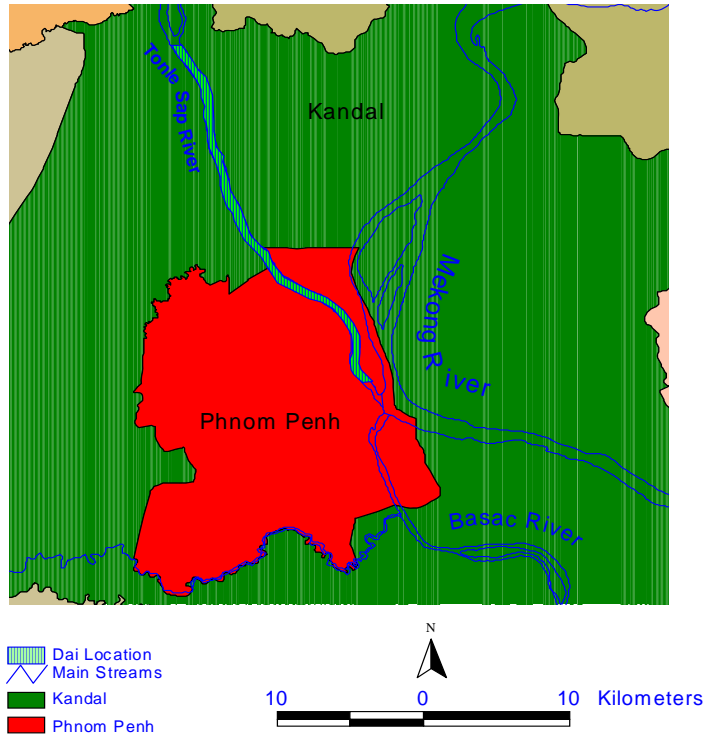 Tonle Sap River
Kandal
Mekong River
Phnom Penh
Basac River
N
Dai Location
Main Streams
Kandal
Phnom Penh
10 0 10 Kilometers